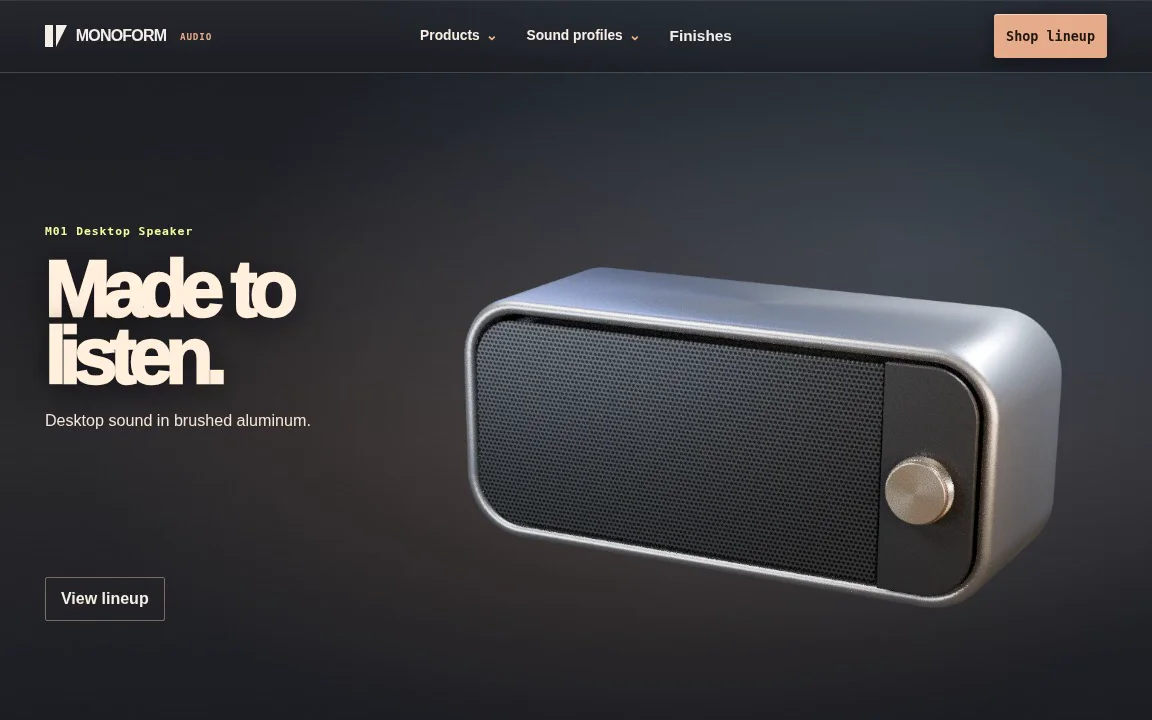 MONOFORM AUDIO
Products
Sound profiles
Finishes
Shop lineup
M01 Desktop Speaker
Made to
listen.
Desktop sound in brushed aluminum.
View lineup